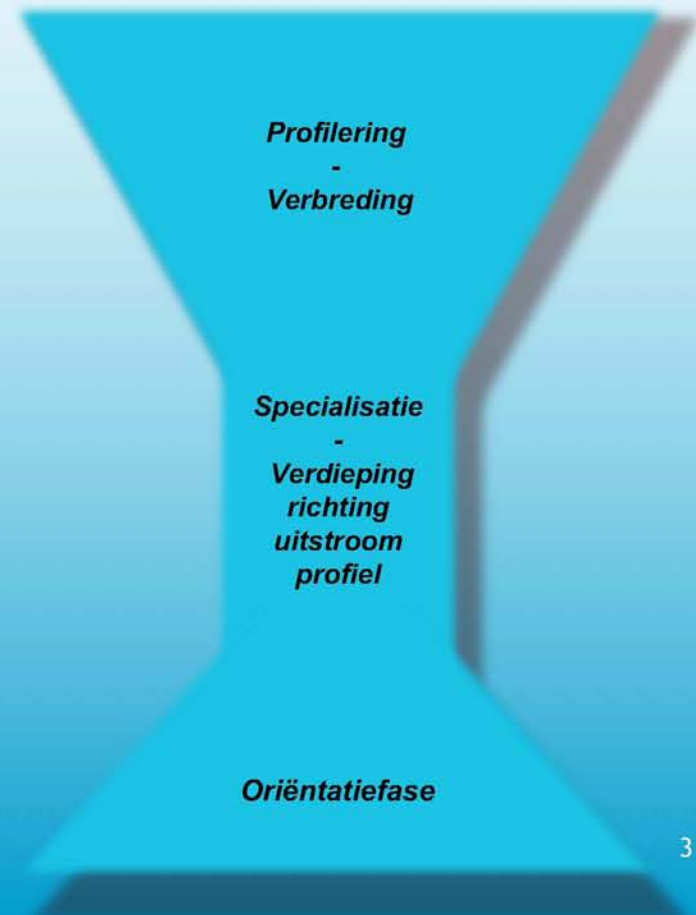 Profilering
-
Verbreding
Specialisatie
-
Verdieping
richting
uitstroom
profiel
Oriëntatiefase
3